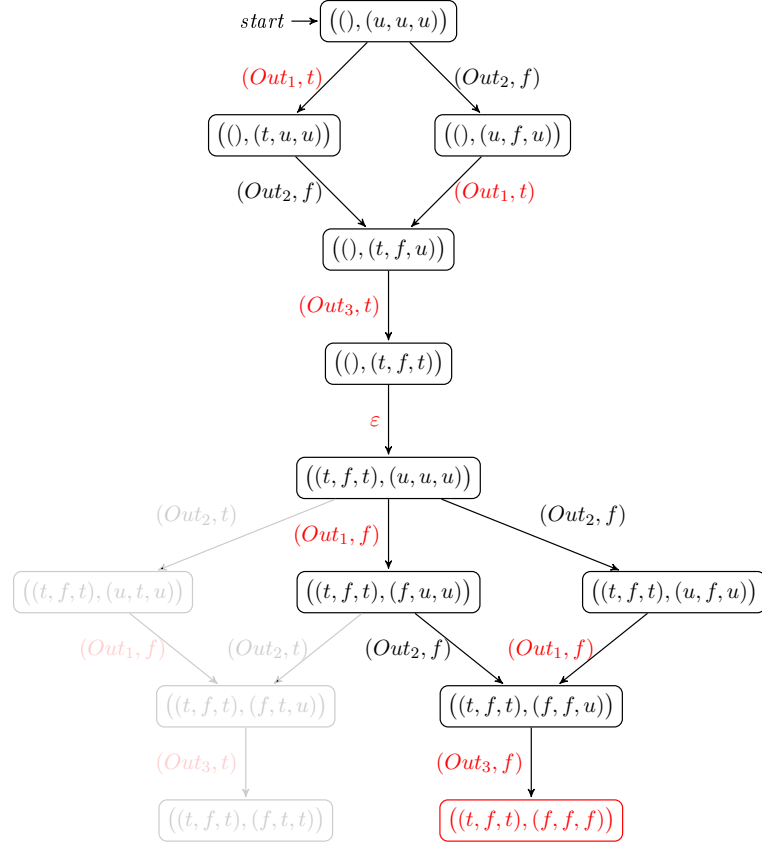 start ((), (u, u, u))
(Out₁, t) (Out₂, f)
((), (t, u, u)) ((), (u, f, u))
(Out₂, f) (Out₁, t)
((), (t, f, u))
(Out₃, t)
((), (t, f, t))
ε
((t, f, t), (u, u, u))
(Out₂, t) (Out₁, f) (Out₂, f)
((t, f, t), (u, t, u)) ((t, f, t), (f, u, u)) ((t, f, t), (u, f, u))
(Out₁, f) (Out₂, t) (Out₂, f) (Out₁, f)
((t, f, t), (f, t, u)) ((t, f, t), (f, f, u))
(Out₃, t) (Out₃, f)
((t, f, t), (f, t, t)) ((t, f, t), (f, f, f))